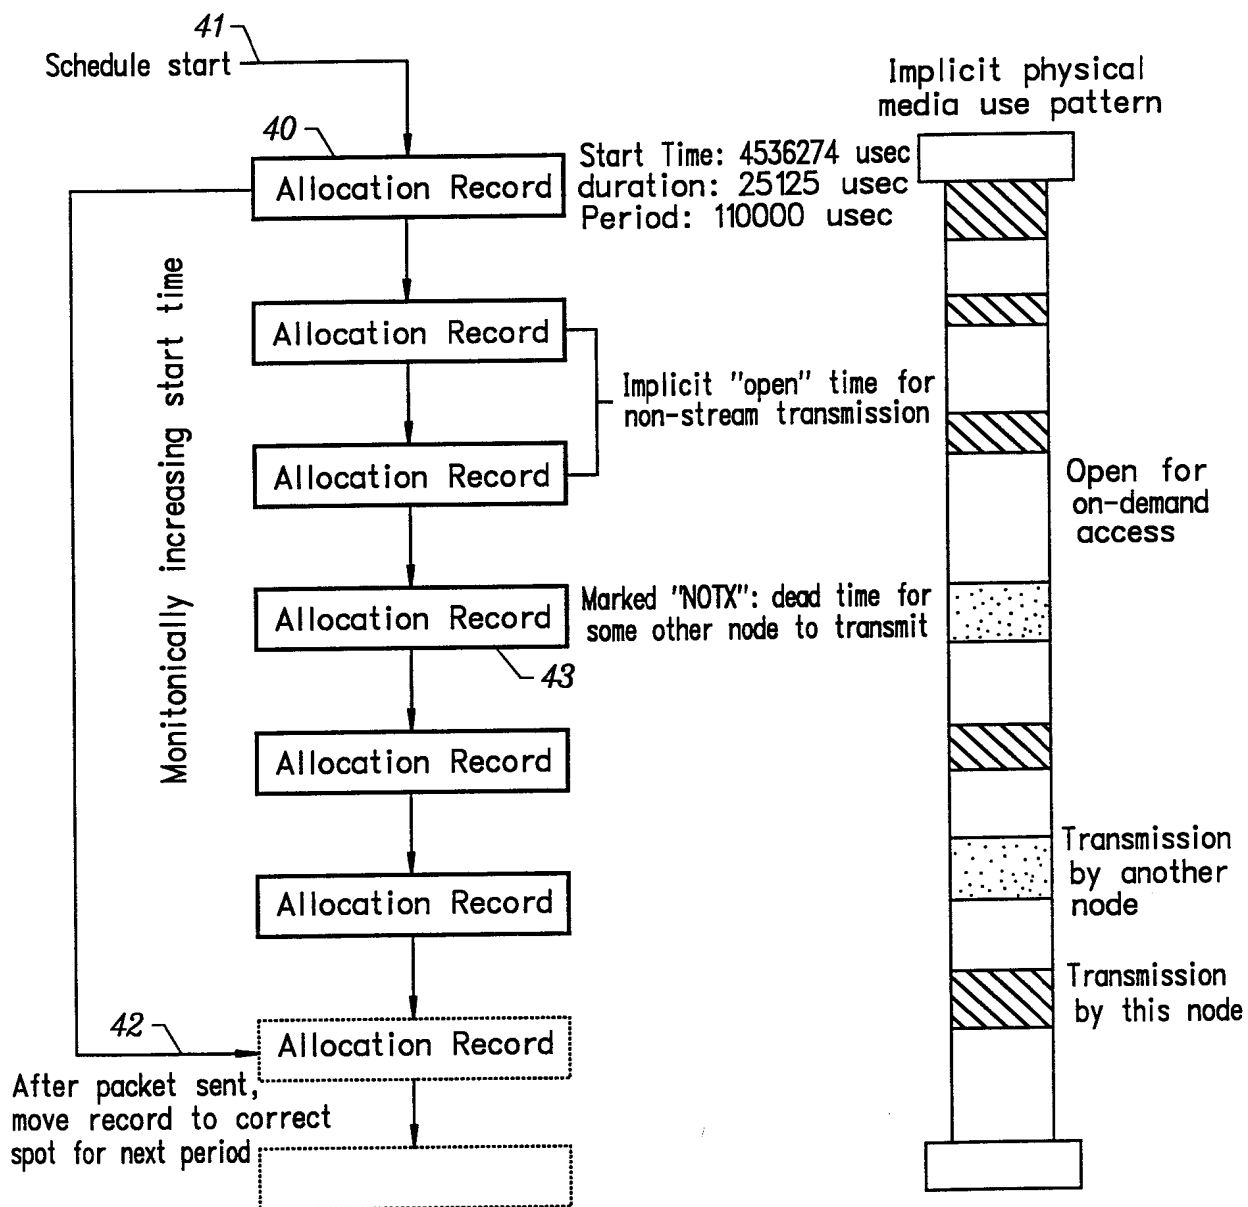 41
Schedule start
Implicit physical
media use pattern
40
Allocation Record
Start Time: 4536274 usec
duration: 25125 usec
Period: 110000 usec
Monitonically increasing start time
Allocation Record
Implicit "open" time for
non-stream transmission
Allocation Record
Open for
on-demand
access
Allocation Record
Marked "NOTX": dead time for
some other node to transmit
43
Allocation Record
Transmission
by another
node
Allocation Record
Transmission
by this node
42
Allocation Record
After packet sent,
move record to correct
spot for next period